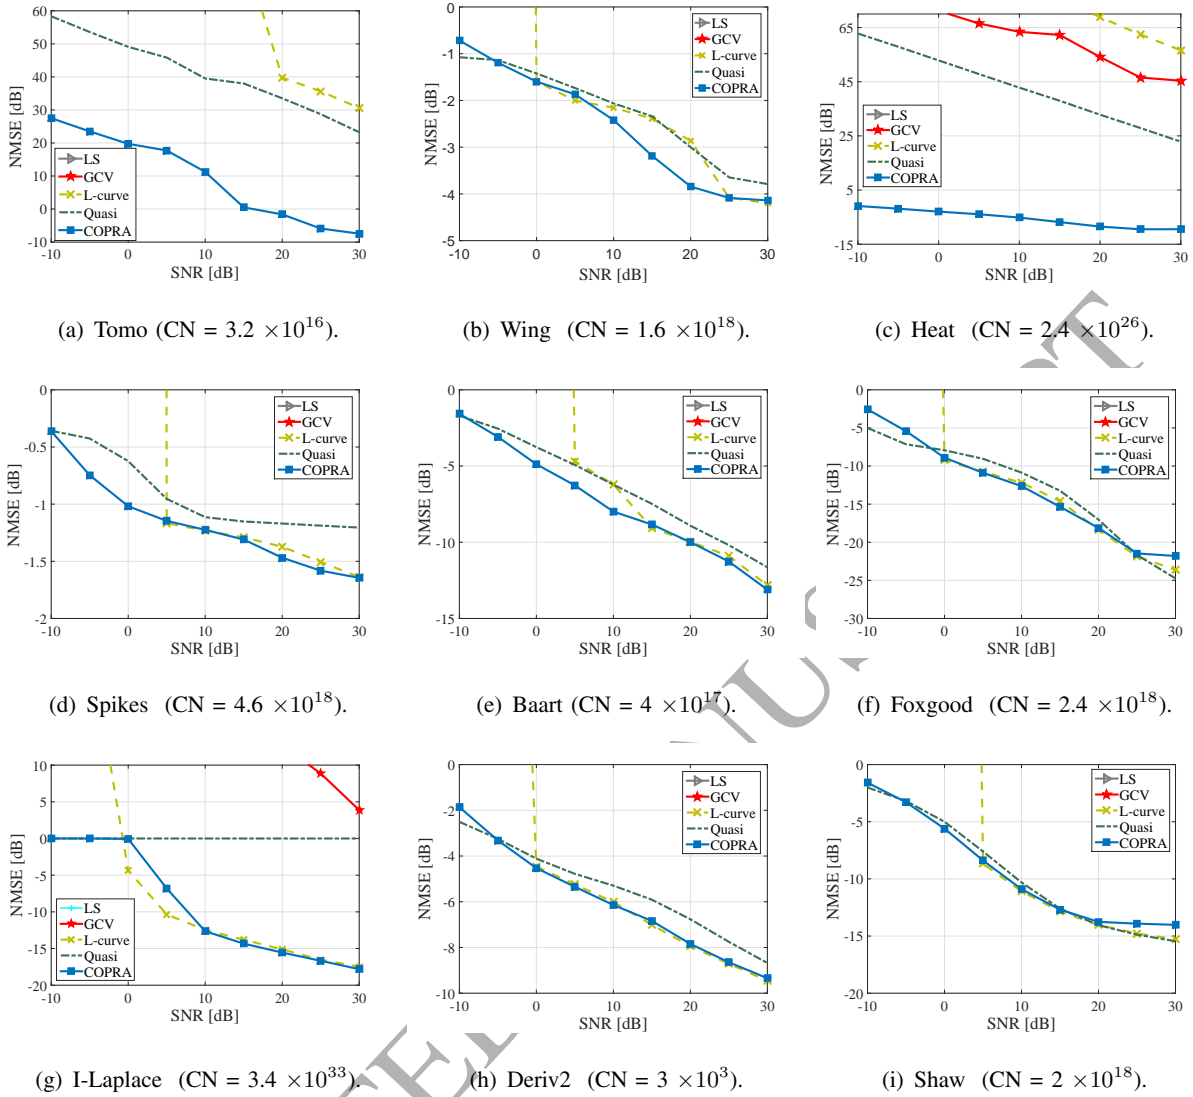 60
50
40
30
20
10
0
-10
NMSE [dB]
-10 0 10 20 30
SNR [dB]
LS
GCV
L-curve
Quasi
COPRA
(a) Tomo (CN = 3.2 ×10^16).
0
-1
-2
-3
-4
-5
NMSE [dB]
-10 0 10 20 30
SNR [dB]
LS
GCV
L-curve
Quasi
COPRA
(b) Wing (CN = 1.6 ×10^18).
65
45
25
5
-15
NMSE [dB]
-10 0 10 20 30
SNR [dB]
LS
GCV
L-curve
Quasi
COPRA
(c) Heat (CN = 2.4 ×10^26).
0
-0.5
-1
-1.5
-2
NMSE [dB]
-10 0 10 20 30
SNR [dB]
LS
GCV
L-curve
Quasi
COPRA
(d) Spikes (CN = 4.6 ×10^18).
0
-5
-10
-15
NMSE [dB]
-10 0 10 20 30
SNR [dB]
LS
GCV
L-curve
Quasi
COPRA
(e) Baart (CN = 4 ×10^17).
0
-5
-10
-15
-20
-25
-30
NMSE [dB]
-10 0 10 20 30
SNR [dB]
LS
GCV
L-curve
Quasi
COPRA
(f) Foxgood (CN = 2.4 ×10^18).
10
5
0
-5
-10
-15
-20
NMSE [dB]
-10 0 10 20 30
SNR [dB]
LS
GCV
L-curve
Quasi
COPRA
(g) I-Laplace (CN = 3.4 ×10^33).
0
-2
-4
-6
-8
-10
NMSE [dB]
-10 0 10 20 30
SNR [dB]
LS
GCV
L-curve
Quasi
COPRA
(h) Deriv2 (CN = 3 ×10^3).
0
-5
-10
-15
-20
NMSE [dB]
-10 0 10 20 30
SNR [dB]
LS
GCV
L-curve
Quasi
COPRA
(i) Shaw (CN = 2 ×10^18).